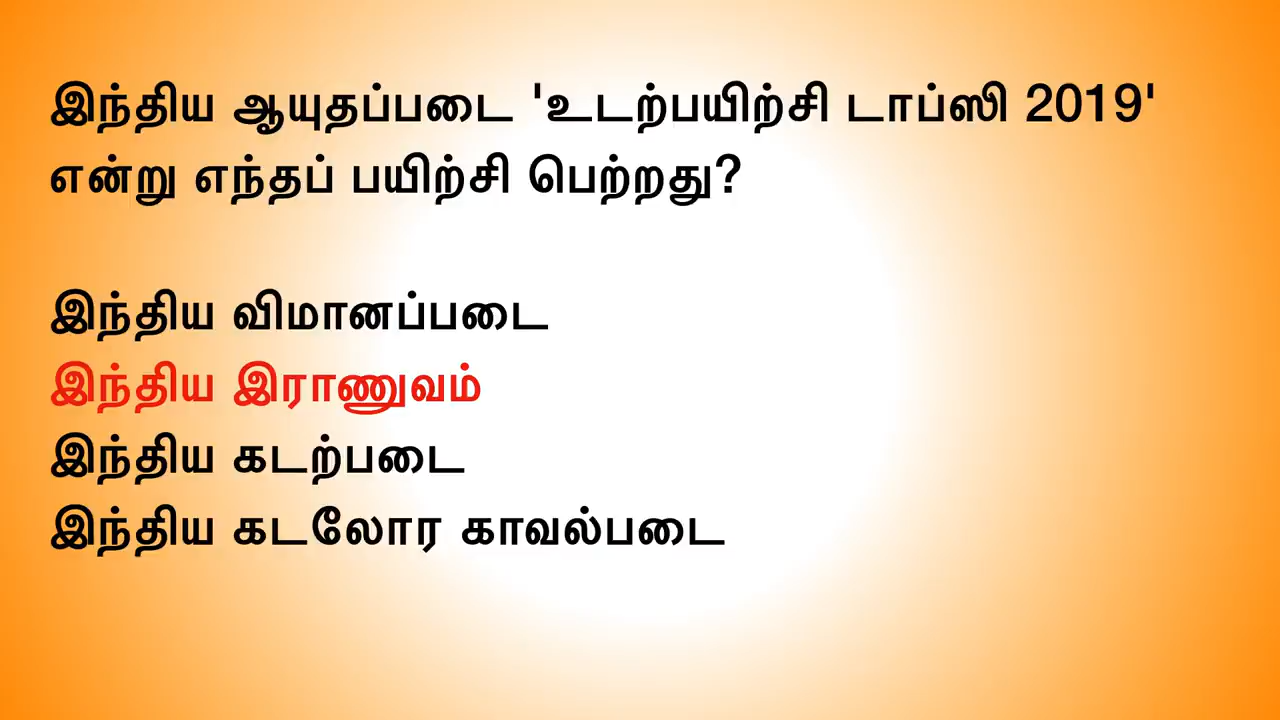 இந்திய ஆயுதப்படை 'உடற்பயிற்சி டாப்ஸி 2019'
என்று எந்தப் பயிற்சி பெற்றது?
இந்திய விமானப்படை
இந்திய இராணுவம்
இந்திய கடற்படை
இந்திய கடலோர காவல்படை